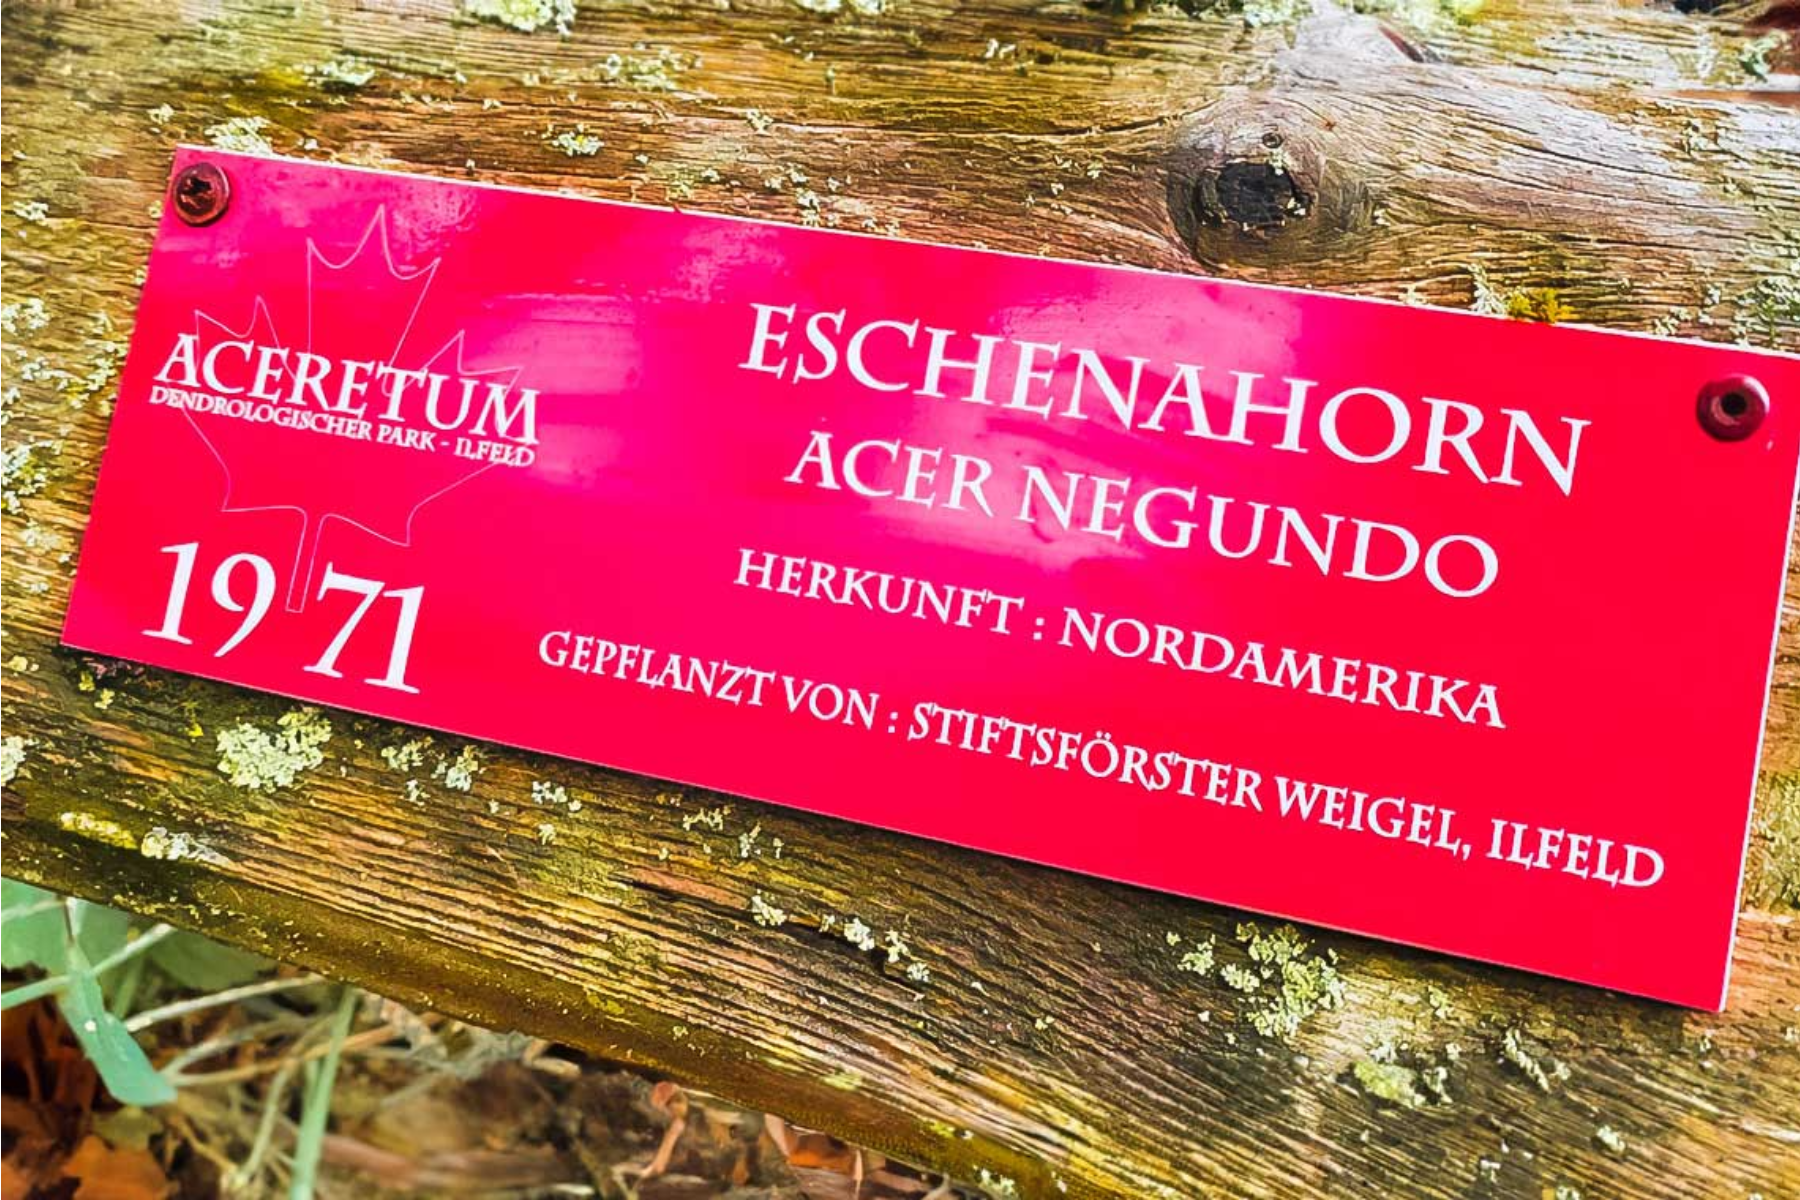 ACERETUM
DENDROLOGISCHER PARK - ILFELD
1971
ESCHENAHORN
ACER NEGUNDO
HERKUNFT : NORDAMERIKA
GEPFLANZT VON : STIFTSFÖRSTER WEIGEL, ILFELD